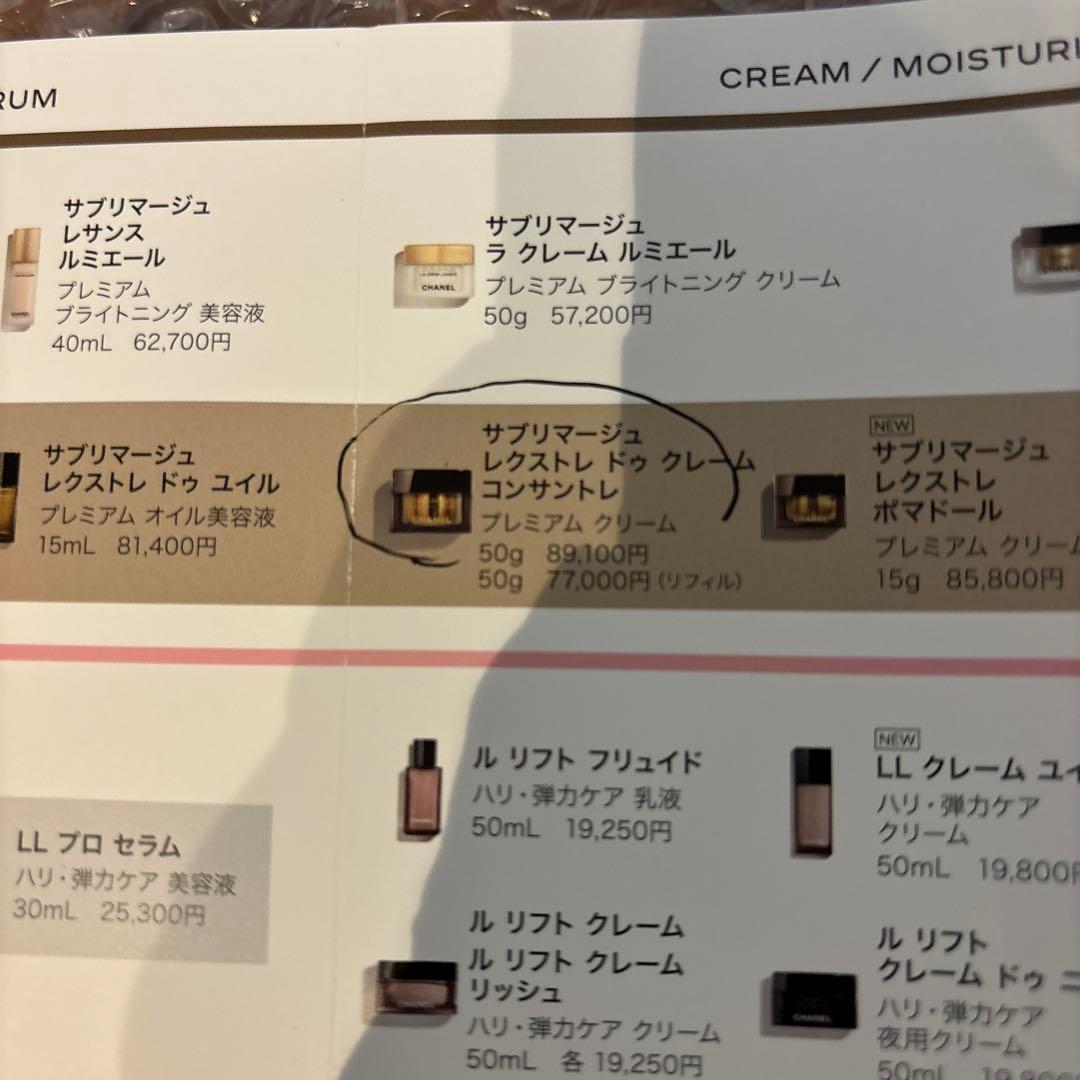 CREAM / MOISTURI
RUM
サブリマージュ
レサンス
ルミエール
プレミアム
ブライトニング 美容液
40mL 62,700円
サブリマージュ
ラ クレーム ルミエール
プレミアム ブライトニング クリーム
50g 57,200円
CHANEL
サブリマージュ
レクストレ ドゥ ユイル
プレミアム オイル美容液
15mL 81,400円
サブリマージュ
レクストレ ドゥ クレーム
コンサントレ
プレミアム クリーム
50g 89,100円
50g 77,000円(リフィル)
CHANEL
NEW
サブリマージュ
レクストレ
ポマドール
プレミアム クリーム
15g 85,800円
CHANEL
LL プロ セラム
ハリ・弾力ケア 美容液
30mL 25,300円
ル リフト フリュイド
ハリ・弾力ケア 乳液
50mL 19,250円
NEW
LL クレーム ユイ
ハリ・弾力ケア
クリーム
50mL 19,800円
ル リフト クレーム
ル リフト クレーム
リッシュ
ハリ・弾力ケア クリーム
50mL 各 19,250円
ル リフト
クレーム ドゥ ニ
ハリ・弾力ケア
夜用クリーム
50mL
CHANEL